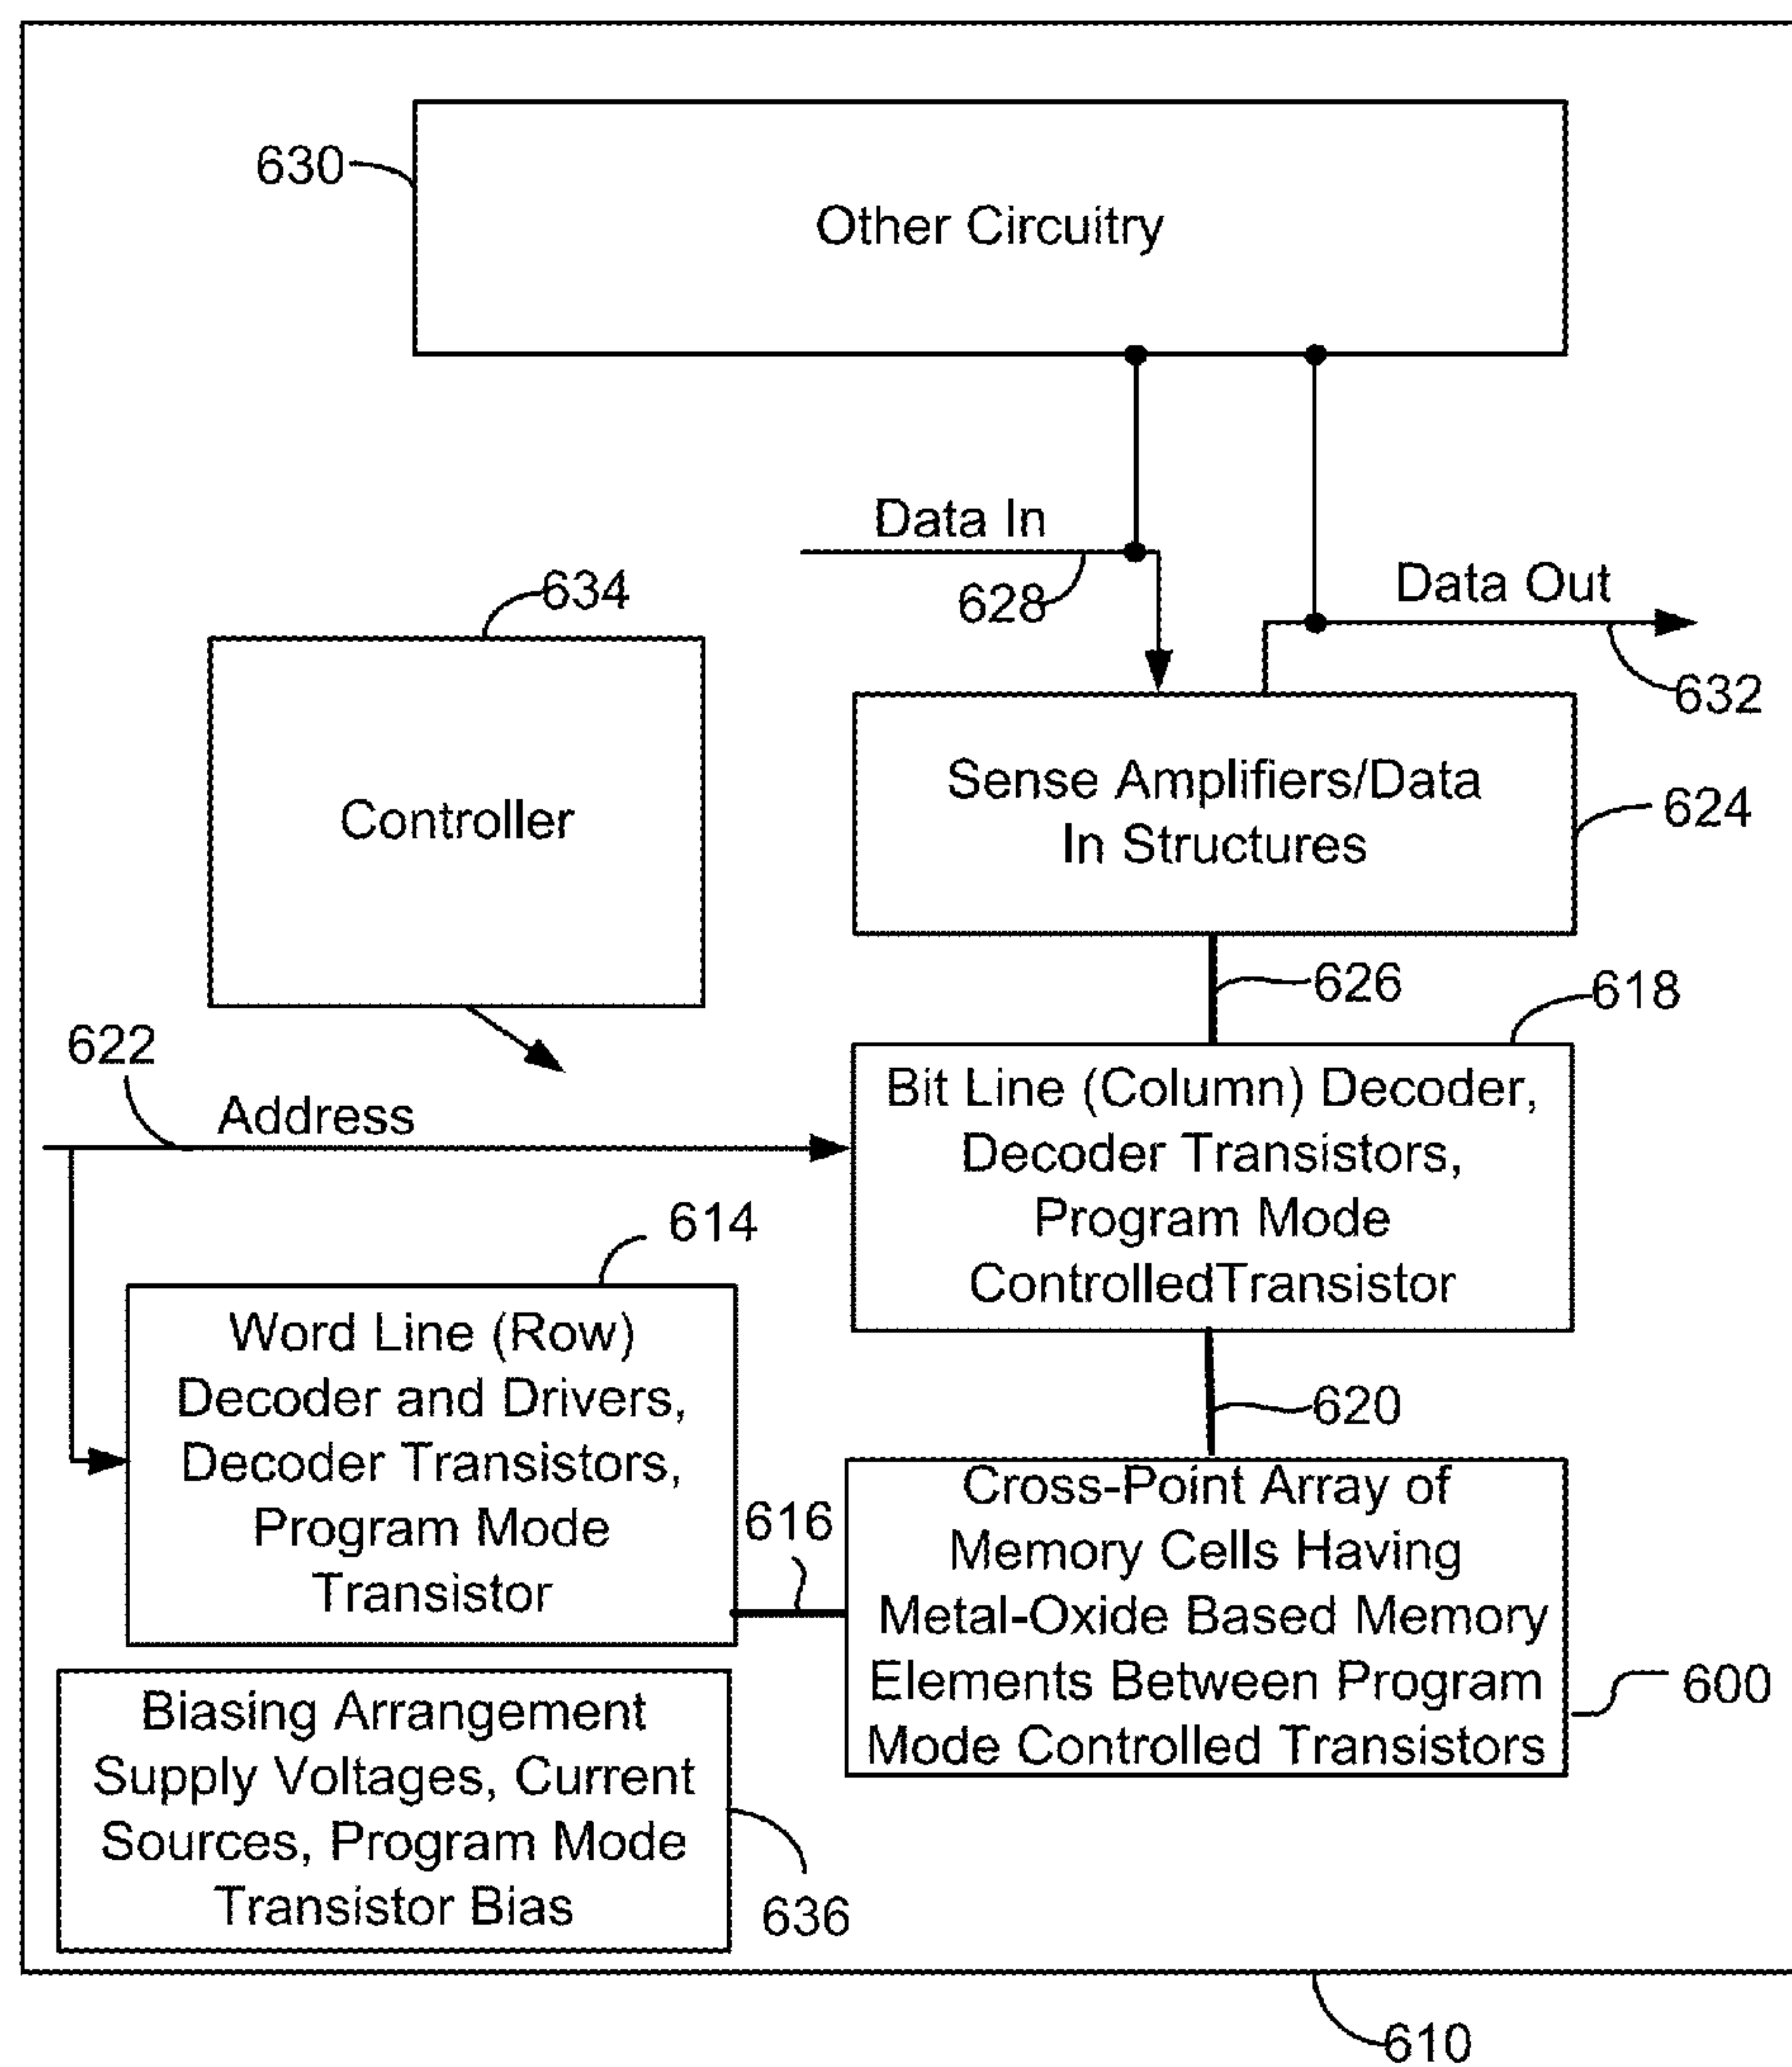 630
Other Circuitry
Data In
628
Data Out
632
634
Controller
Sense Amplifiers/Data
In Structures
624
626
618
622
Address
Bit Line (Column) Decoder,
Decoder Transistors,
Program Mode
ControlledTransistor
614
Word Line (Row)
Decoder and Drivers,
Decoder Transistors,
Program Mode
Transistor
620
616
Cross-Point Array of
Memory Cells Having
Metal-Oxide Based Memory
Elements Between Program
Mode Controlled Transistors
600
Biasing Arrangement
Supply Voltages, Current
Sources, Program Mode
Transistor Bias
636
610